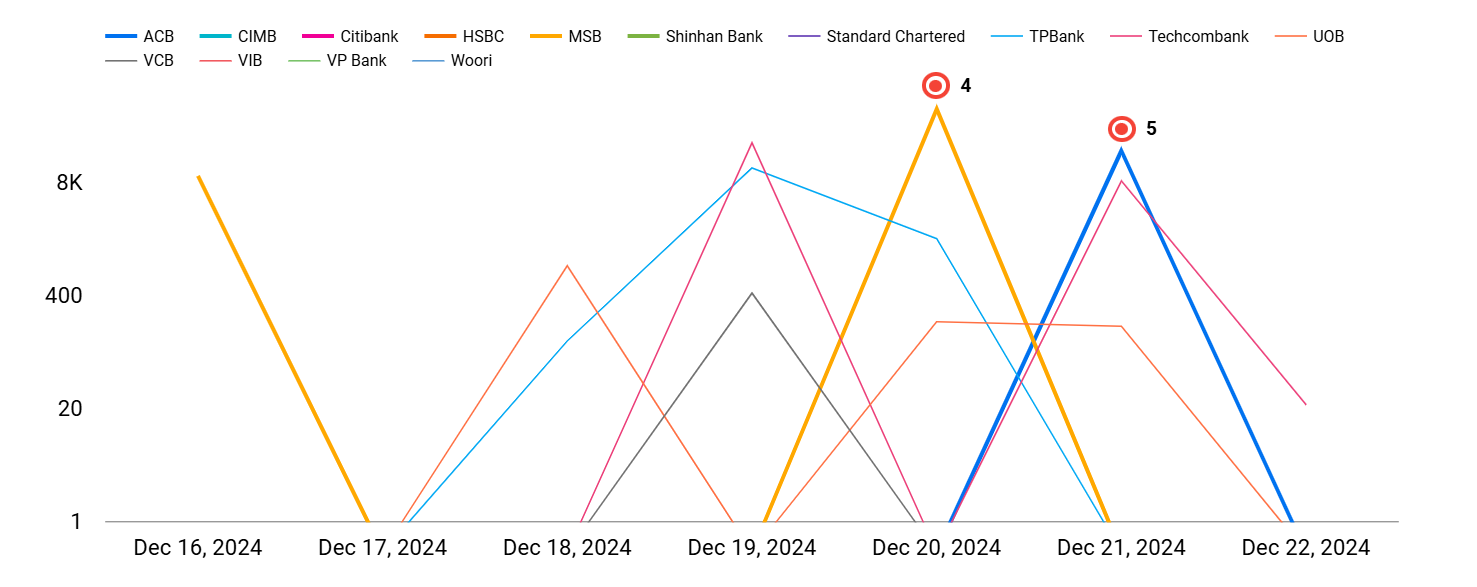 ACB CIMB Citibank HSBC MSB Shinhan Bank Standard Chartered TPBank Techcombank UOB
VCB VIB VP Bank Woori
4
5
8K
400
20
1
Dec 16, 2024 Dec 17, 2024 Dec 18, 2024 Dec 19, 2024 Dec 20, 2024 Dec 21, 2024 Dec 22, 2024